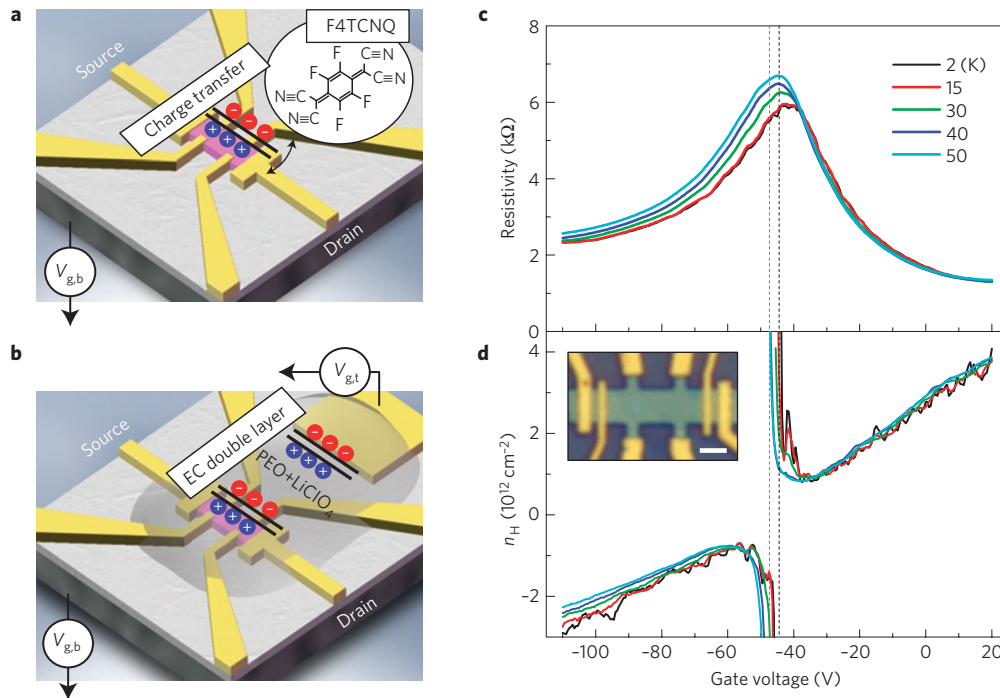 a
F4TCNQ
C≡N
F
C≡N
F
N≡C
F
N≡C
F
Source
Charge transfer
Drain
V g,b
b
V g,t
Source
EC double layer
PEO+LiClO4
Drain
V g,b
c
8
6
4
2
0
Resistivity (kΩ)
2 (K)
15
30
40
50
d
4
2
0
-2
n H (10^12 cm^-2)
-100 -80 -60 -40 -20 0 20
Gate voltage (V)